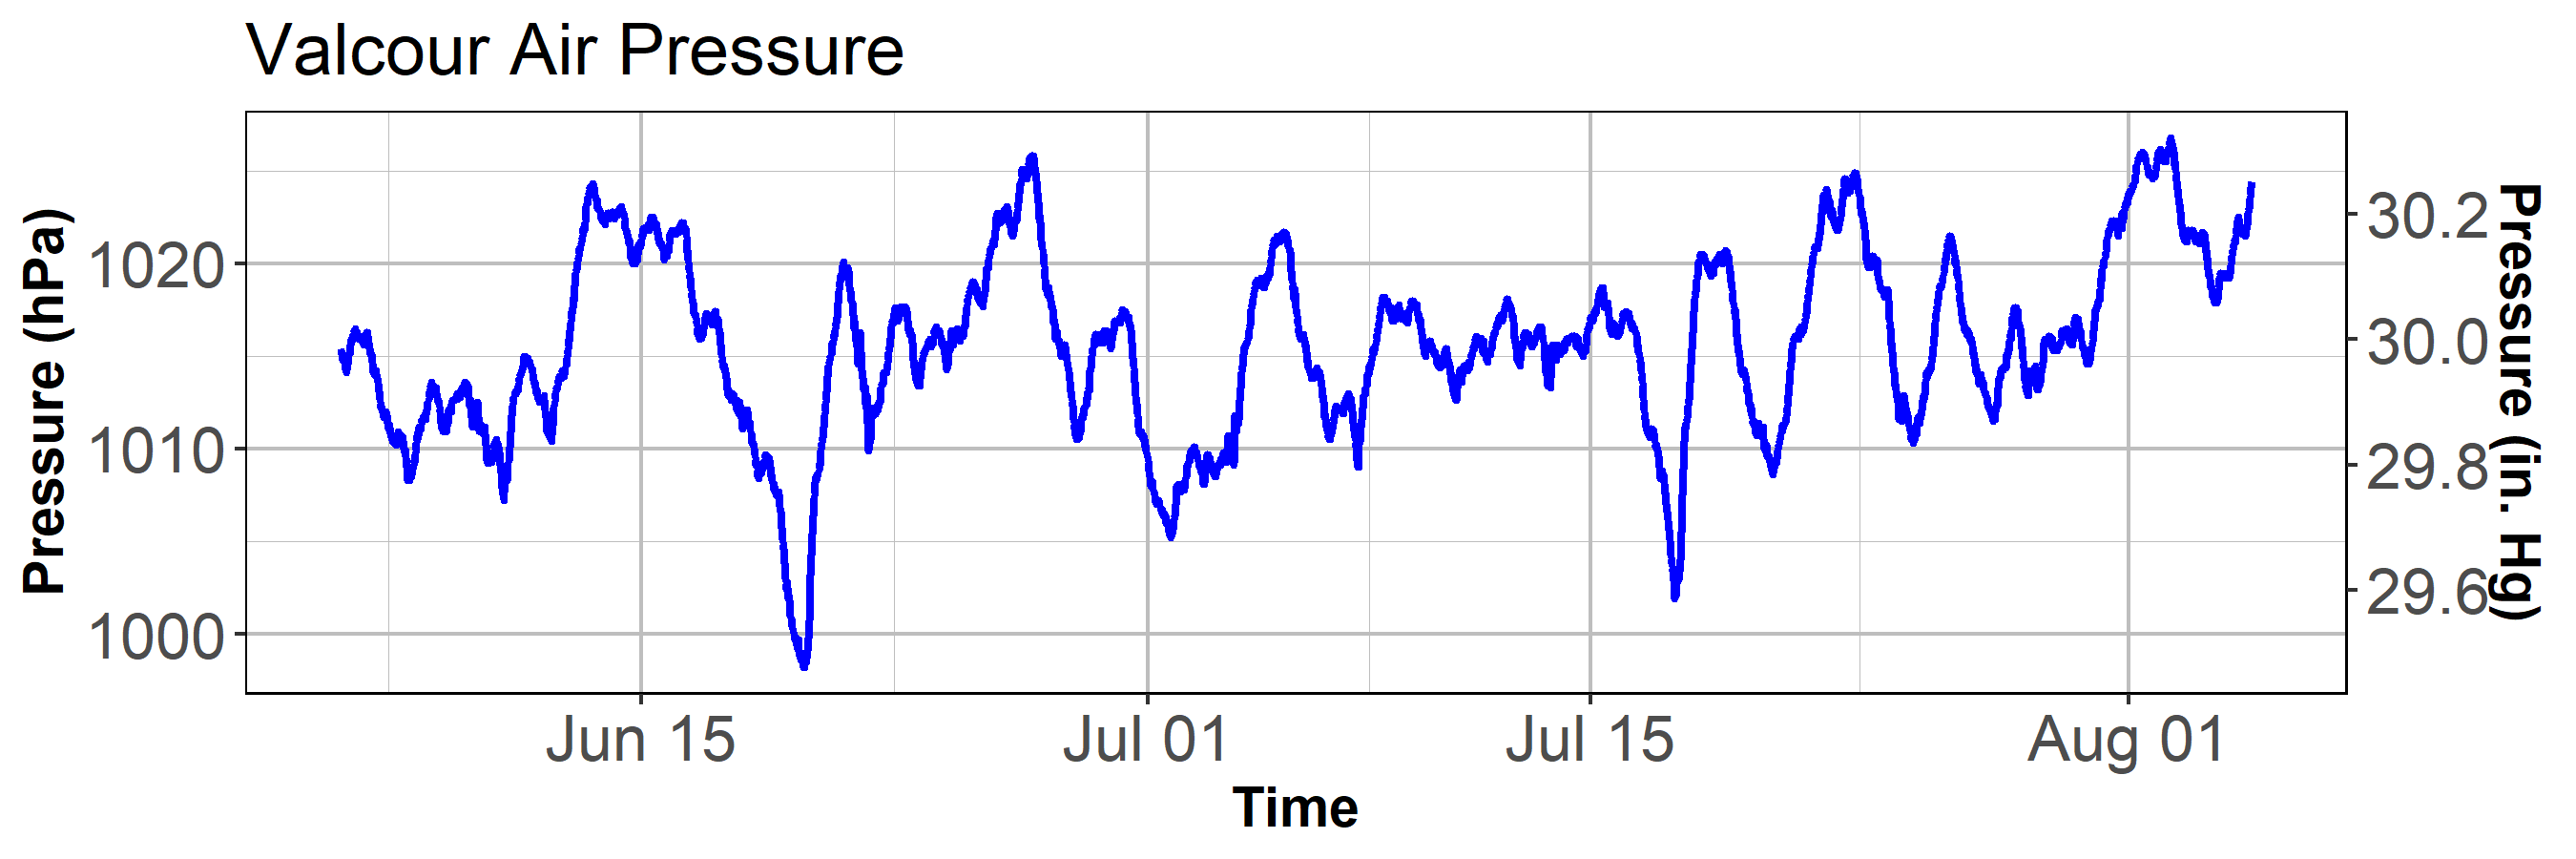 Valcour Air Pressure
Pressure (hPa)
1020
1010
1000
30.2
30.0
29.8
29.6
Pressure (in. Hg)
Jun 15
Jul 01
Jul 15
Aug 01
Time